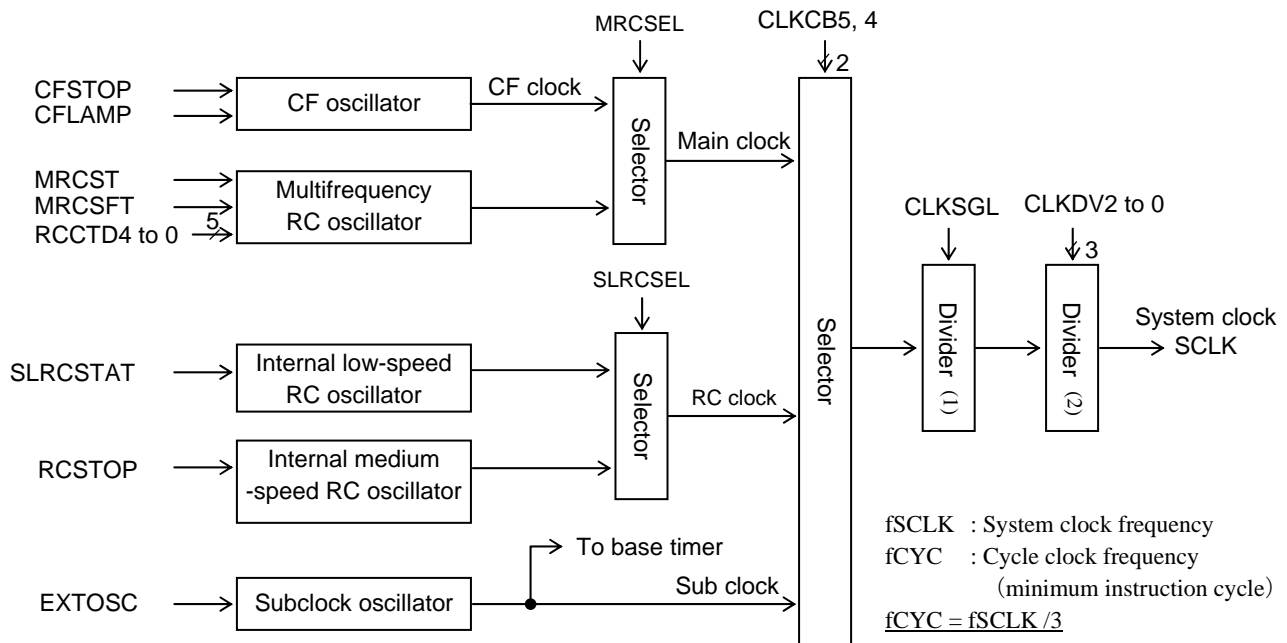 MRCSEL
CLKCB5, 4
2
CFSTOP
CFLAMP
CF oscillator
CF clock
Selector
Main clock
MRCST
MRCSFT
RCCTD4 to 0
5
Multifrequency
RC oscillator
CLKSGL
CLKDV2 to 0
3
SLRCSEL
Selector
Divider (1)
Divider (2)
System clock
SCLK
SLRCSTAT
Internal low-speed
RC oscillator
Selector
RC clock
RCSTOP
Internal medium
-speed RC oscillator
To base timer
EXTOSC
Subclock oscillator
Sub clock
fSCLK : System clock frequency
fCYC : Cycle clock frequency
(minimum instruction cycle)
fCYC = fSCLK /3